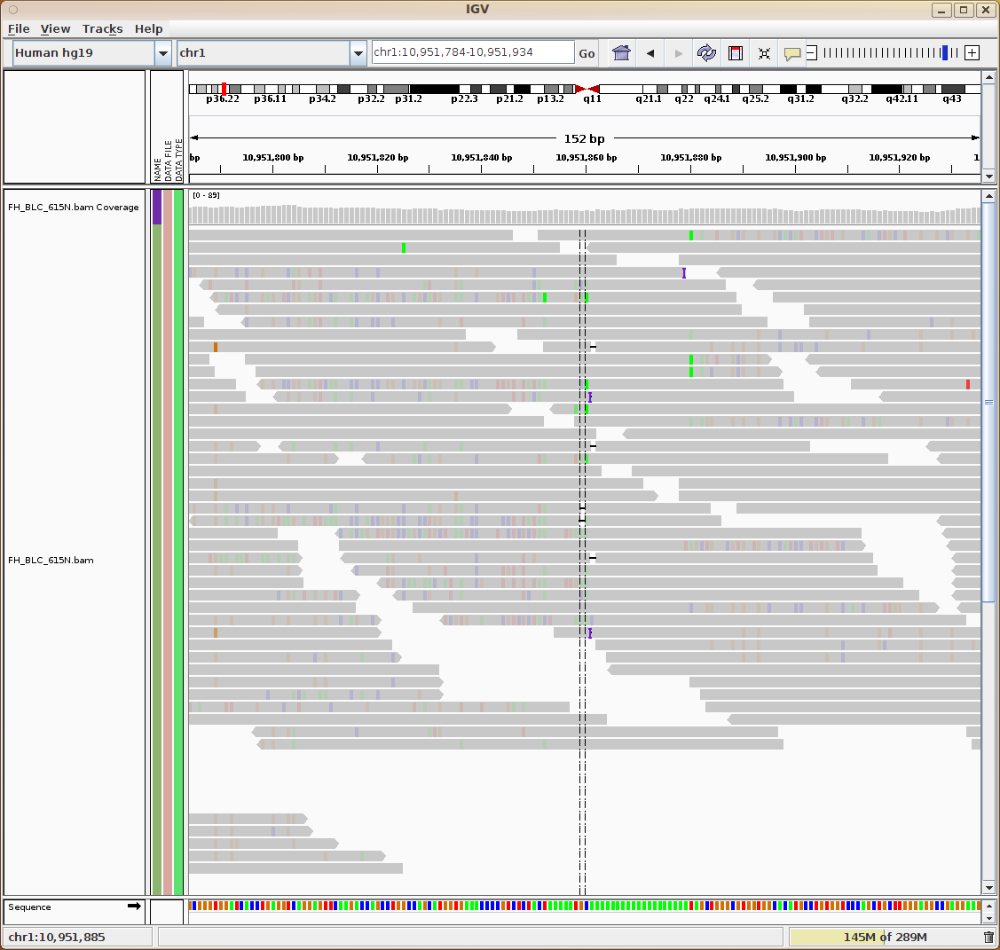 IGV
File View Tracks Help
Human hg19 chr1 chr1:10,951,784-10,951,934 Go
p36.22 p36.11 p34.2 p32.2 p31.2 p22.3 p21.2 p13.2 q11 q21.1 q22 q24.1 q25.2 q31.2 q32.2 q42.11 q43
152 bp
bp 10,951,800 bp 10,951,820 bp 10,951,840 bp 10,951,860 bp 10,951,880 bp 10,951,900 bp 10,951,920 bp 1
NAME
DATA FILE
DATA TYPE
[0 - 89]
FH_BLC_615N.bam Coverage
FH_BLC_615N.bam
Sequence
chr1:10,951,885
145M of 289M